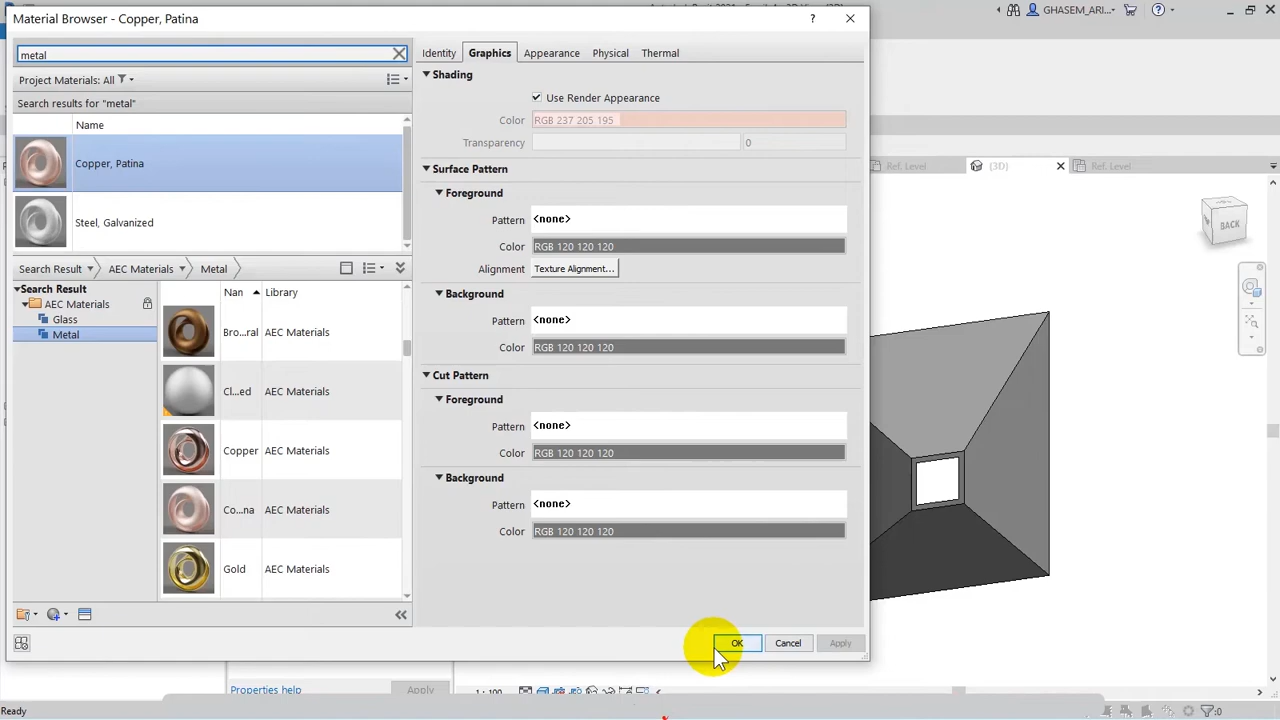 Material Browser - Copper, Patina
?
GHASEM_ARI...
metal
Project Materials: All
Search results for "metal"
Name
Copper, Patina
Steel, Galvanized
Search Result
AEC Materials
Metal
Search Result
AEC Materials
Glass
Metal
Nan
Library
Bro...ral
AEC Materials
Cl...ed
AEC Materials
Copper
AEC Materials
Co...na
AEC Materials
Gold
AEC Materials
Identity
Graphics
Appearance
Physical
Thermal
Shading
Use Render Appearance
Color
RGB 237 205 195
Transparency
0
Surface Pattern
Foreground
Pattern
<none>
Color
RGB 120 120 120
Alignment
Texture Alignment...
Background
Pattern
<none>
Color
RGB 120 120 120
Cut Pattern
Foreground
Pattern
<none>
Color
RGB 120 120 120
Background
Pattern
<none>
Color
RGB 120 120 120
OK
Cancel
Apply
Ref. Level
(3D)
Ref. Level
BACK
Properties help
Apply
1 : 100
Ready
:0